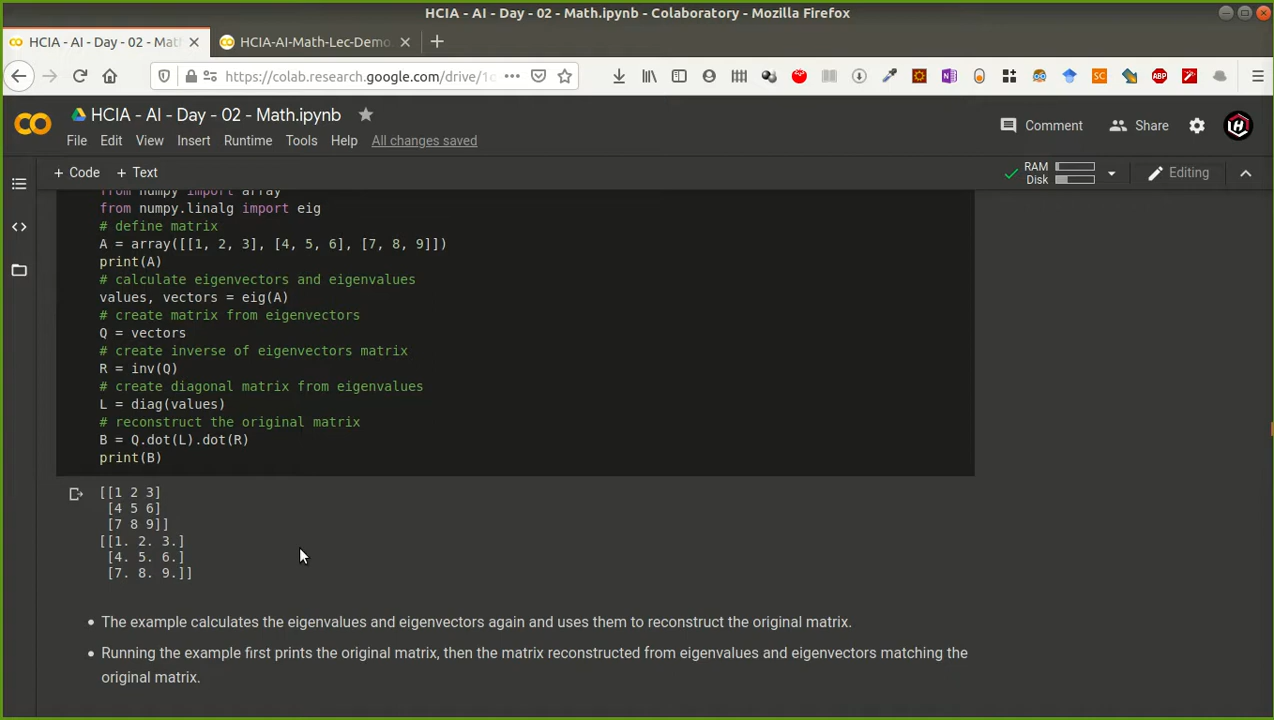 HCIA - AI - Day - 02 - Math.ipynb - Colaboratory - Mozilla Firefox
HCIA - AI - Day - 02 - Mat
HCIA-AI-Math-Lec-Demo.
https://colab.research.google.com/drive/1
HCIA - AI - Day - 02 - Math.ipynb
Comment
Share
File Edit View Insert Runtime Tools Help All changes saved
+ Code + Text
RAM
Disk
Editing
from numpy import array
from numpy.linalg import eig
# define matrix
A = array([[1, 2, 3], [4, 5, 6], [7, 8, 9]])
print(A)
# calculate eigenvectors and eigenvalues
values, vectors = eig(A)
# create matrix from eigenvectors
Q = vectors
# create inverse of eigenvectors matrix
R = inv(Q)
# create diagonal matrix from eigenvalues
L = diag(values)
# reconstruct the original matrix
B = Q.dot(L).dot(R)
print(B)
[[1 2 3]
[4 5 6]
[7 8 9]]
[[1. 2. 3.]
[4. 5. 6.]
[7. 8. 9.]]
• The example calculates the eigenvalues and eigenvectors again and uses them to reconstruct the original matrix.
• Running the example first prints the original matrix, then the matrix reconstructed from eigenvalues and eigenvectors matching the
original matrix.